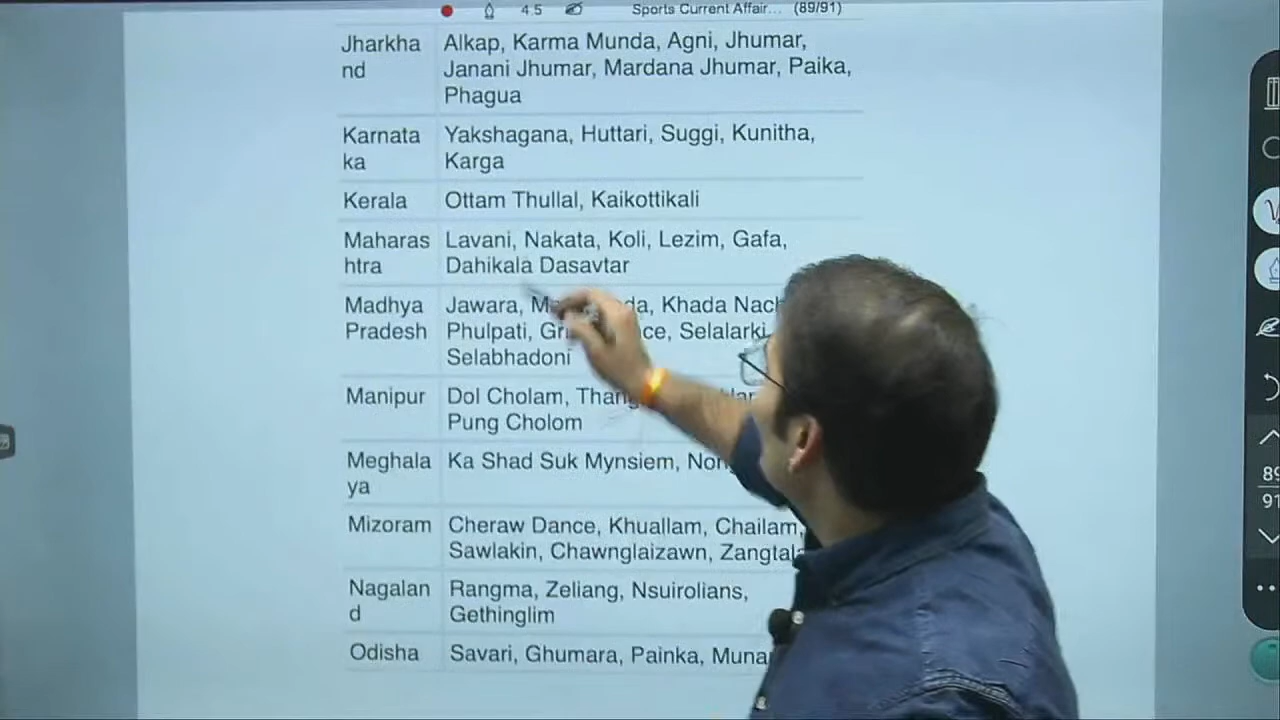 4.5 Sports Current Affair... (89/91)
Jharkha
nd
Alkap, Karma Munda, Agni, Jhumar,
Janani Jhumar, Mardana Jhumar, Paika,
Phagua
Karnata
ka
Yakshagana, Huttari, Suggi, Kunitha,
Karga
Kerala
Ottam Thullal, Kaikottikali
Maharas
htra
Lavani, Nakata, Koli, Lezim, Gafa,
Dahikala Dasavtar
Madhya
Pradesh
Jawara, Khada Nach
Phulpati, Selalarki
Selabhadoni
Manipur
Dol Cholam,
Pung Cholom
Meghala
ya
Ka Shad Suk Mynsiem,
Mizoram
Cheraw Dance, Khuallam, Chailam,
Sawlakin, Chawnglaizawn,
Nagalan
d
Rangma, Zeliang, Nsuirolians,
Gethinglim
Odisha
Savari, Ghumara, Painka,
89
91